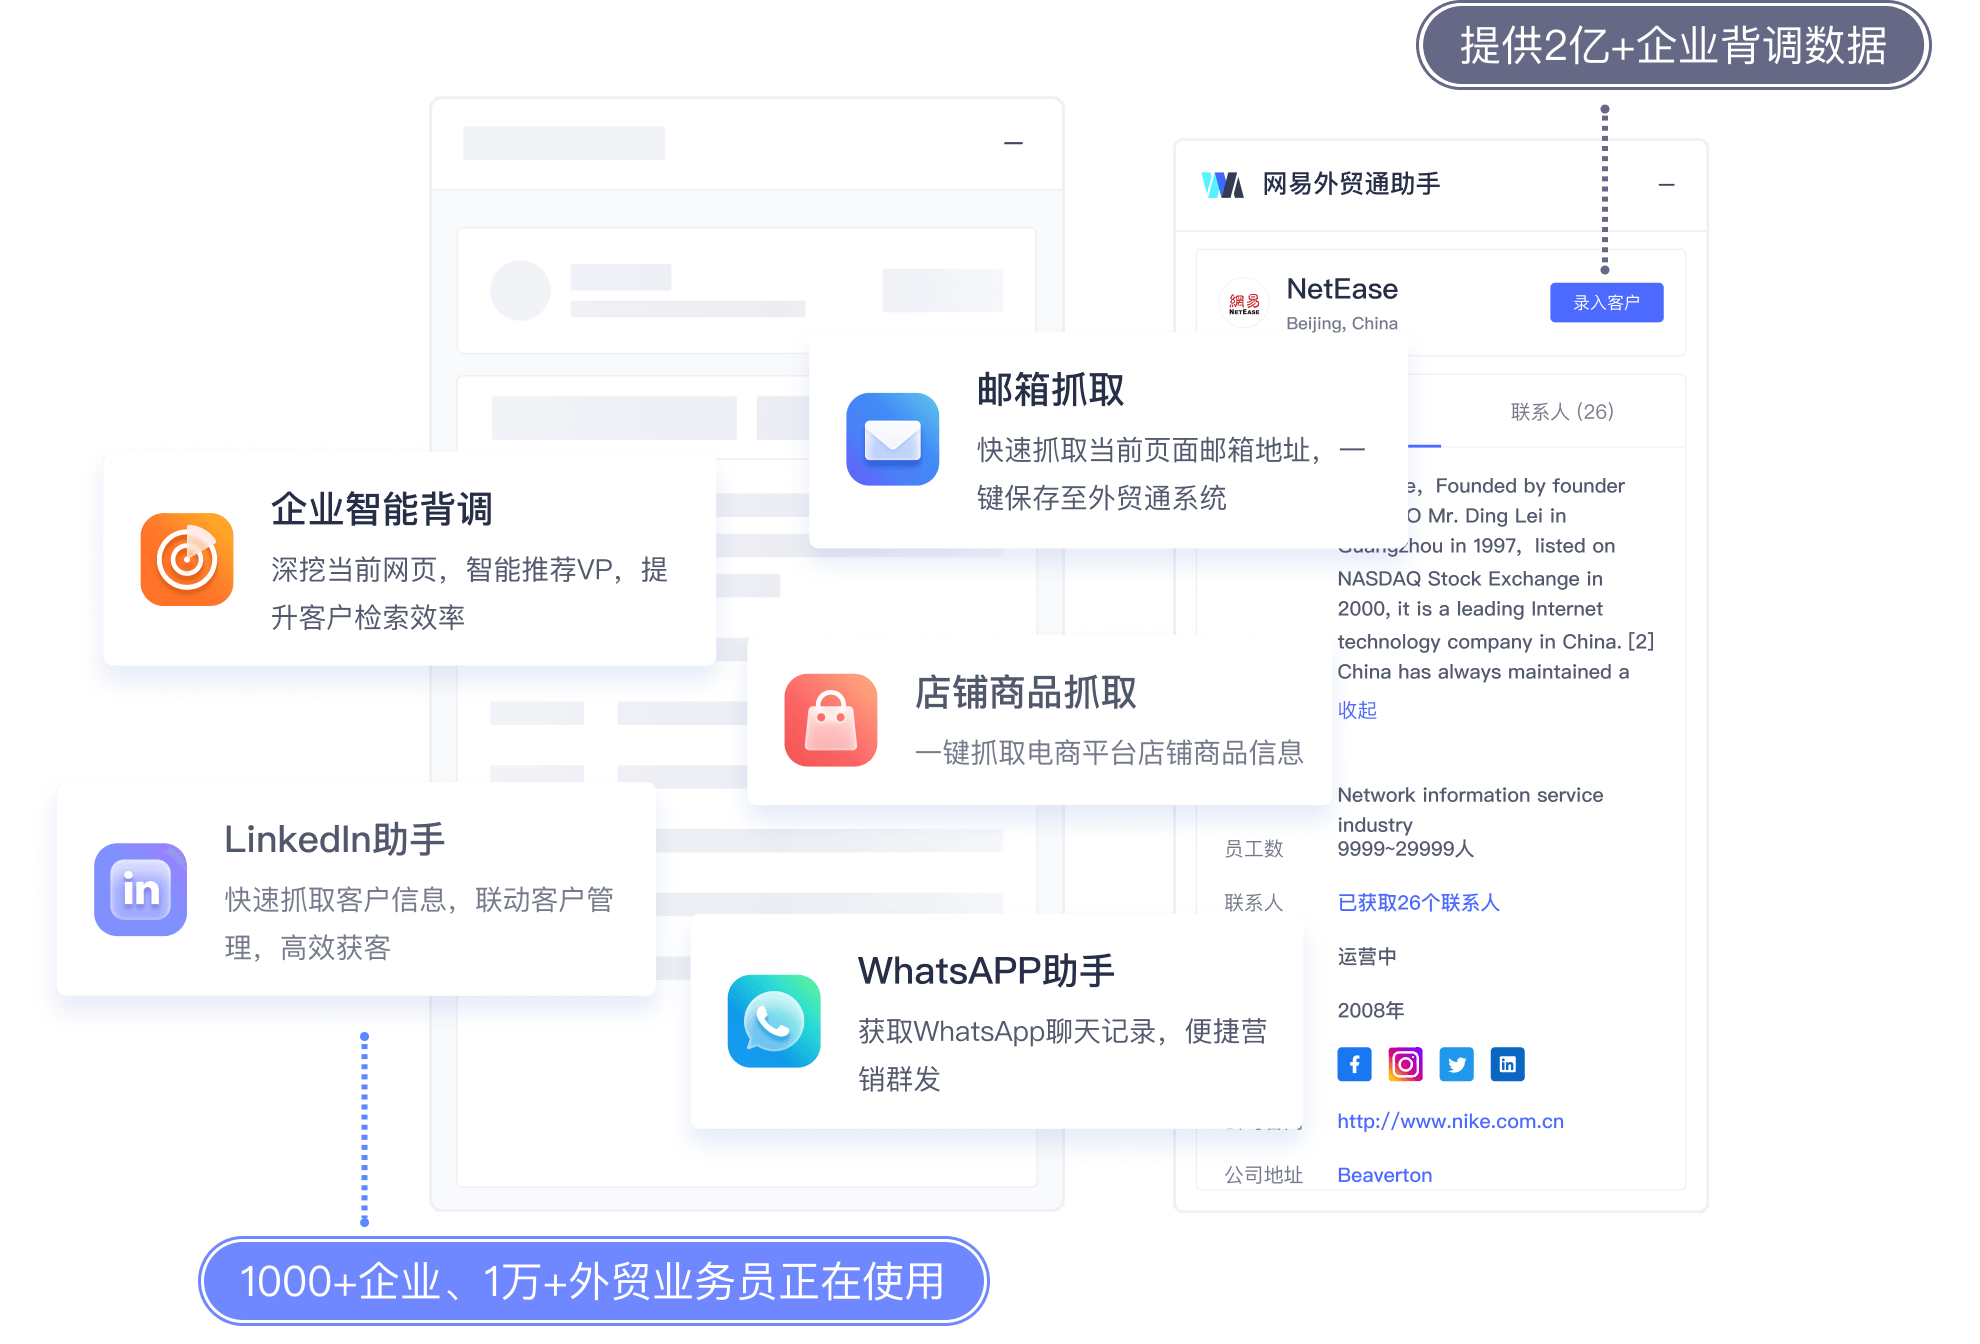 提供2亿+企业背调数据
网易外贸通助手
網易
NETEASE
NetEase
Beijing, China
录入客户
邮箱抓取
快速抓取当前页面邮箱地址，一
键保存至外贸通系统
联系人 (26)
企业智能背调
深挖当前网页，智能推荐VP，提
升客户检索效率
e, Founded by founder
O Mr. Ding Lei in
Guangzhou in 1997, listed on
NASDAQ Stock Exchange in
2000, it is a leading Internet
technology company in China. [2]
China has always maintained a
收起
店铺商品抓取
一键抓取电商平台店铺商品信息
Network information service
industry
员工数
9999~29999人
联系人
已获取26个联系人
运营中
2008年
LinkedIn助手
快速抓取客户信息，联动客户管
理，高效获客
in
WhatsAPP助手
获取WhatsApp聊天记录，便捷营
销群发
f
in
http://www.nike.com.cn
公司地址
Beaverton
1000+企业、1万+外贸业务员正在使用